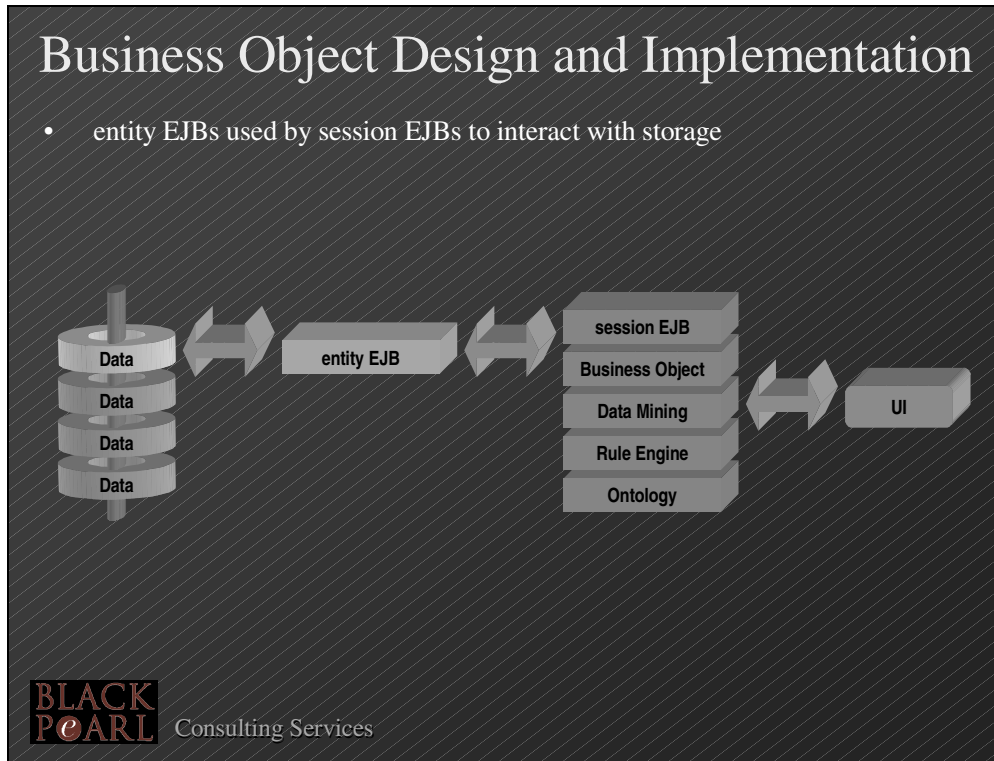 Business Object Design and Implementation
• entity EJBs used by session EJBs to interact with storage
Data
Data
Data
Data
entity EJB
session EJB
Business Object
Data Mining
Rule Engine
Ontology
UI
BLACK
PeARL
Consulting Services